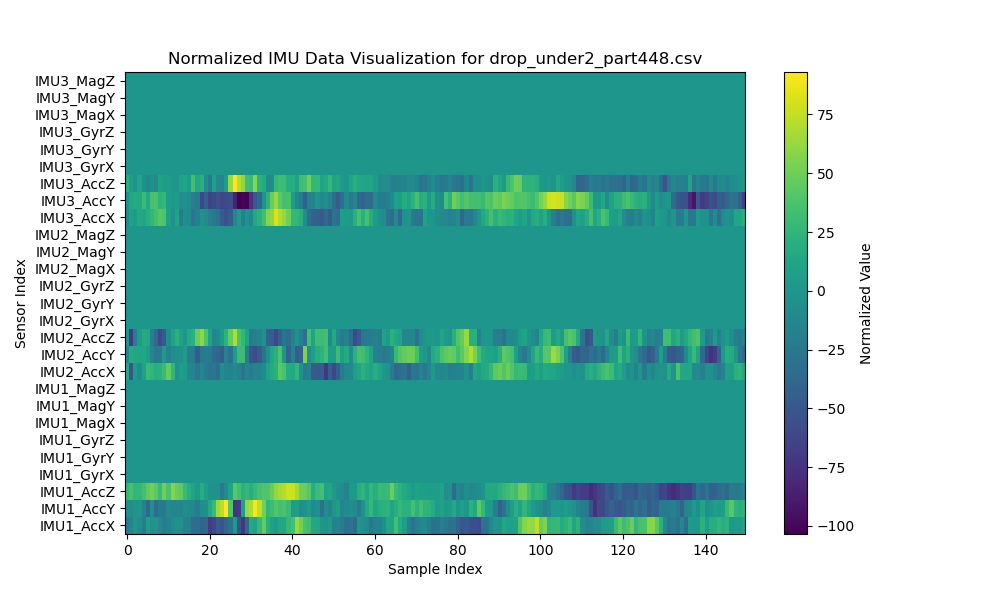 Normalized IMU Data Visualization for drop_under2_part448.csv
IMU3_MagZ
IMU3_MagY
IMU3_MagX
IMU3_GyrZ
IMU3_GyrY
IMU3_GyrX
IMU3_AccZ
IMU3_AccY
IMU3_AccX
IMU2_MagZ
IMU2_MagY
IMU2_MagX
IMU2_GyrZ
IMU2_GyrY
IMU2_GyrX
IMU2_AccZ
IMU2_AccY
IMU2_AccX
IMU1_MagZ
IMU1_MagY
IMU1_MagX
IMU1_GyrZ
IMU1_GyrY
IMU1_GyrX
IMU1_AccZ
IMU1_AccY
IMU1_AccX
Sensor Index
0 20 40 60 80 100 120 140
Sample Index
75
50
25
0
−25
−50
−75
−100
Normalized Value